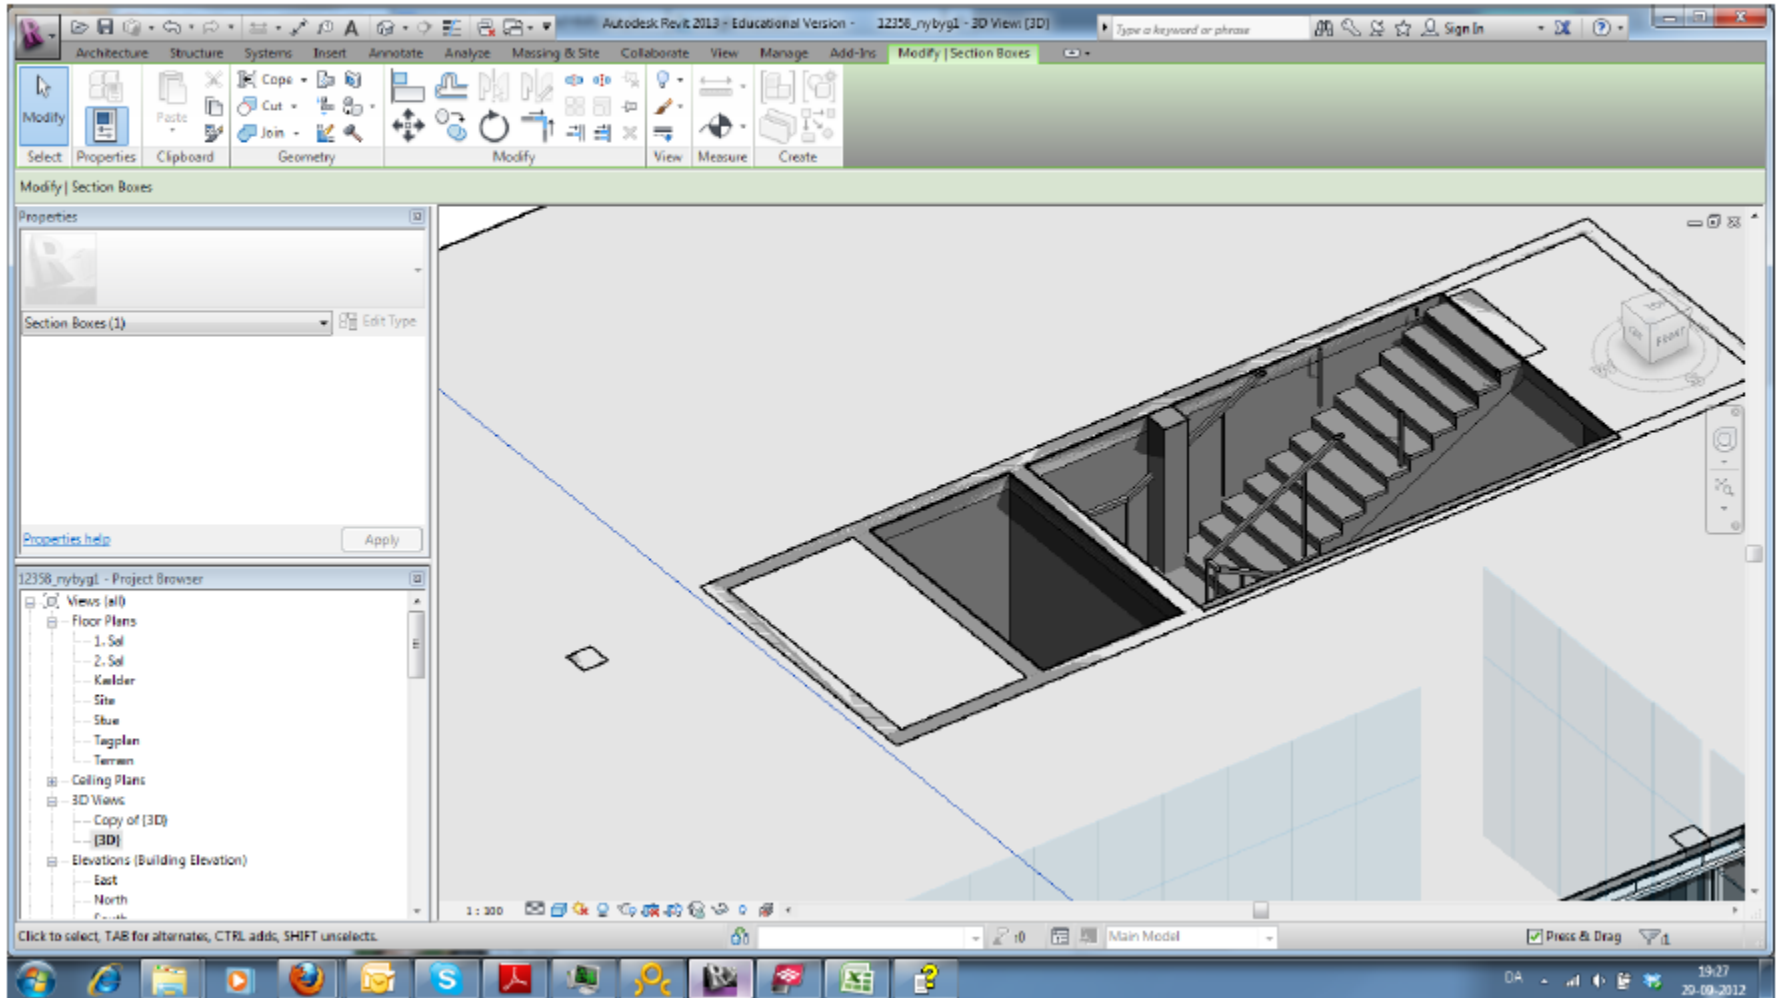 Autodesk Revit 2013 - Educational Version - 12358_nybyg1 - 3D View: {3D}
Type a keyword or phrase
Sign In
Architecture Structure Systems Insert Annotate Analyze Massing & Site Collaborate View Manage Add-Ins Modify | Section Boxes
Modify
Paste
Cope
Cut
Join
Select Properties Clipboard Geometry Modify View Measure Create
Modify | Section Boxes
Properties
Section Boxes (1)
Edit Type
Properties help
Apply
12358_nybyg1 - Project Browser
Views (all)
Floor Plans
1. Sal
2. Sal
Kælder
Site
Stue
Tagplan
Terræn
Ceiling Plans
3D Views
Copy of {3D}
{3D}
Elevations (Building Elevation)
East
North
TOP
FRONT
1 : 100
Click to select, TAB for alternates, CTRL adds, SHIFT unselects.
:0
Main Model
Press & Drag
:1
DA
19:27
29-09-2012